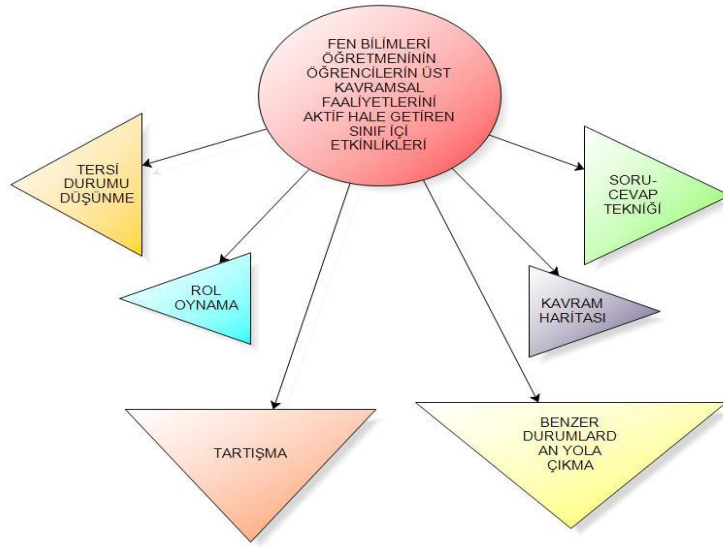 FEN BİLİMLERİ
ÖĞRETMENİNİN
ÖĞRENCİLERİN ÜST
KAVRAMSAL
FAALİYETLERİNİ
AKTİF HALE GETİREN
SINIF İÇİ
ETKİNLİKLERİ
TERSİ
DURUMU
DÜŞÜNME
SORU-
CEVAP
TEKNİĞİ
ROL
OYNAMA
KAVRAM
HARİTASI
TARTIŞMA
BENZER
DURUMLARD
AN YOLA
ÇIKMA